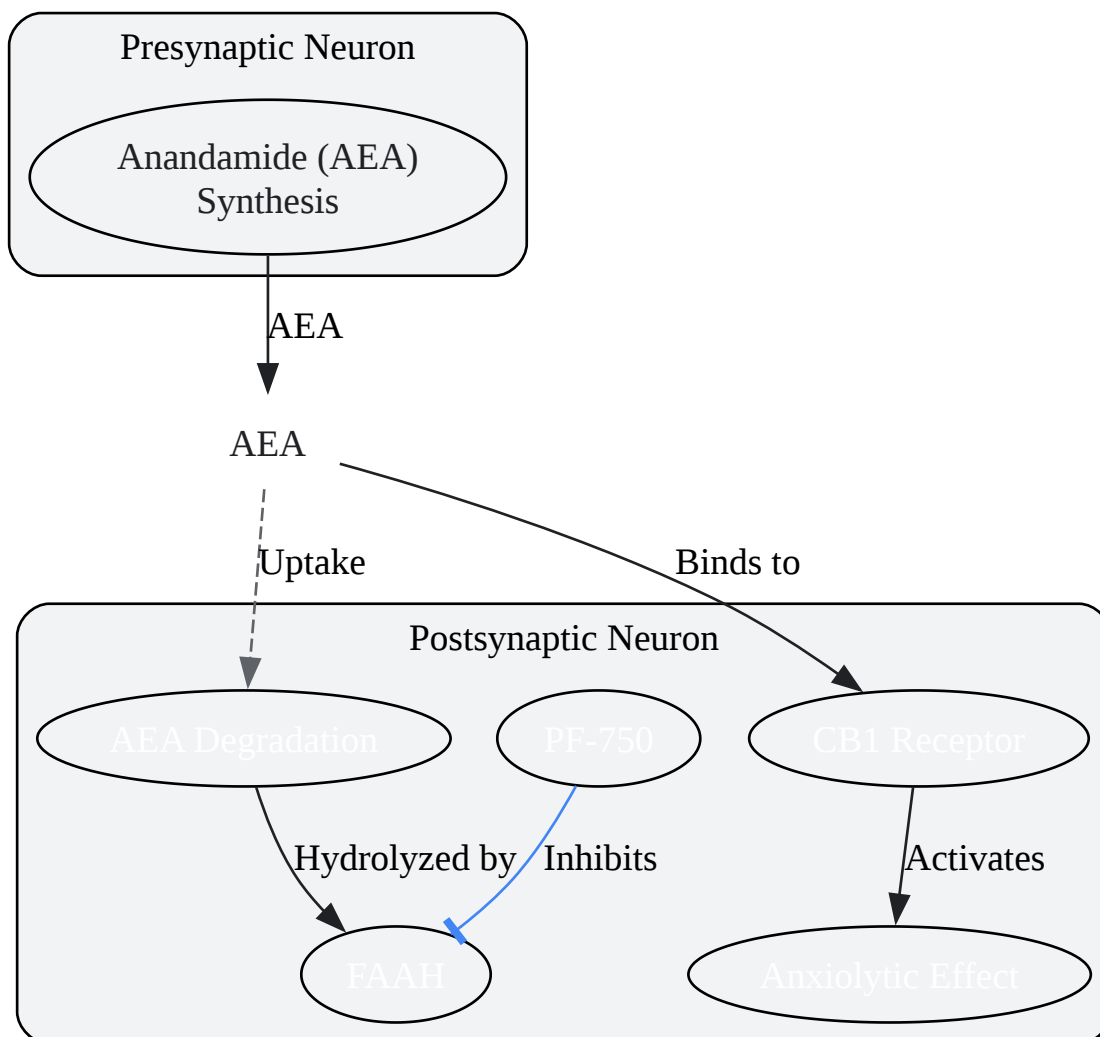 Presynaptic Neuron
Anandamide (AEA)
Synthesis
AEA
AEA
Uptake
Binds to
Postsynaptic Neuron
AEA Degradation
PF-750
CB1 Receptor
Hydrolyzed by
Inhibits
Activates
FAAH
Anxiolytic Effect